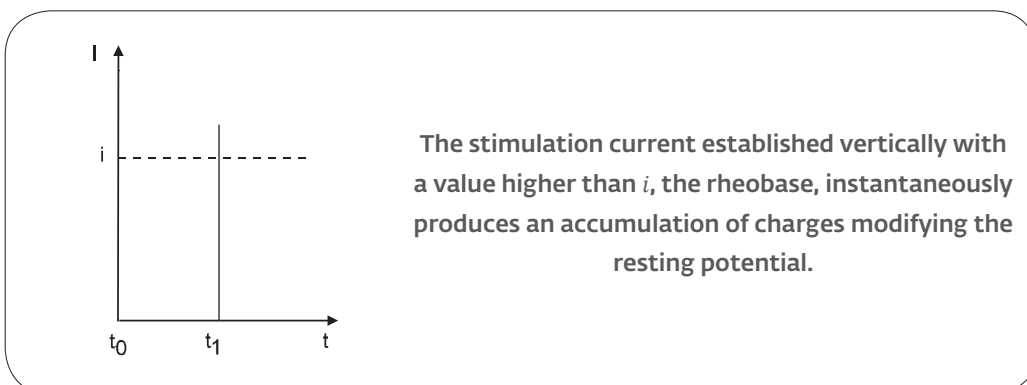 I
i
t0 t1 t
The stimulation current established vertically with
a value higher than i, the rheobase, instantaneously
produces an accumulation of charges modifying the
resting potential.